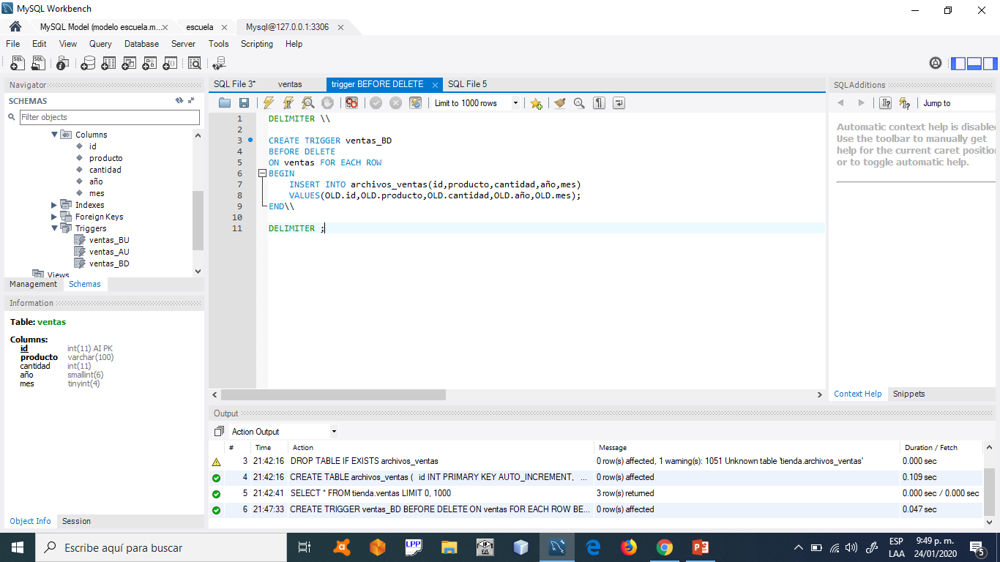 MySQL Workbench
MySQL Model (modelo escuela.m...
escuela
Mysql@127.0.0.1:3306
File Edit View Query Database Server Tools Scripting Help
Navigator
SCHEMAS
Filter objects
Columns
id
producto
cantidad
año
mes
Indexes
Foreign Keys
Triggers
ventas_BU
ventas_AU
ventas_BD
Views
Management Schemas
Information
Table: ventas
Columns:
id int(11) AI PK
producto varchar(100)
cantidad int(11)
año smallint(6)
mes tinyint(4)
Object Info Session
SQL File 3* ventas trigger BEFORE DELETE SQL File 5
Limit to 1000 rows
1 DELIMITER \\
2
3 CREATE TRIGGER ventas_BD
4 BEFORE DELETE
5 ON ventas FOR EACH ROW
6 BEGIN
7 INSERT INTO archivos_ventas(id,producto,cantidad,año,mes)
8 VALUES(OLD.id,OLD.producto,OLD.cantidad,OLD.año,OLD.mes);
9 END\\
10
11 DELIMITER ;
SQLAdditions
Jump to
Automatic context help is disabled
Use the toolbar to manually get
help for the current caret position
or to toggle automatic help.
Context Help Snippets
Output
Action Output
# Time Action Message Duration / Fetch
3 21:42:16 DROP TABLE IF EXISTS archivos_ventas 0 row(s) affected, 1 warning(s): 1051 Unknown table 'tienda.archivos_ventas' 0.000 sec
4 21:42:16 CREATE TABLE archivos_ventas ( id INT PRIMARY KEY AUTO_INCREMENT, ... 0 row(s) affected 0.109 sec
5 21:42:41 SELECT * FROM tienda.ventas LIMIT 0, 1000 3 row(s) returned 0.000 sec / 0.000 sec
6 21:47:33 CREATE TRIGGER ventas_BD BEFORE DELETE ON ventas FOR EACH ROW BE... 0 row(s) affected 0.047 sec
Escribe aquí para buscar
LPP
ESP
LAA
9:49 p. m.
24/01/2020
5